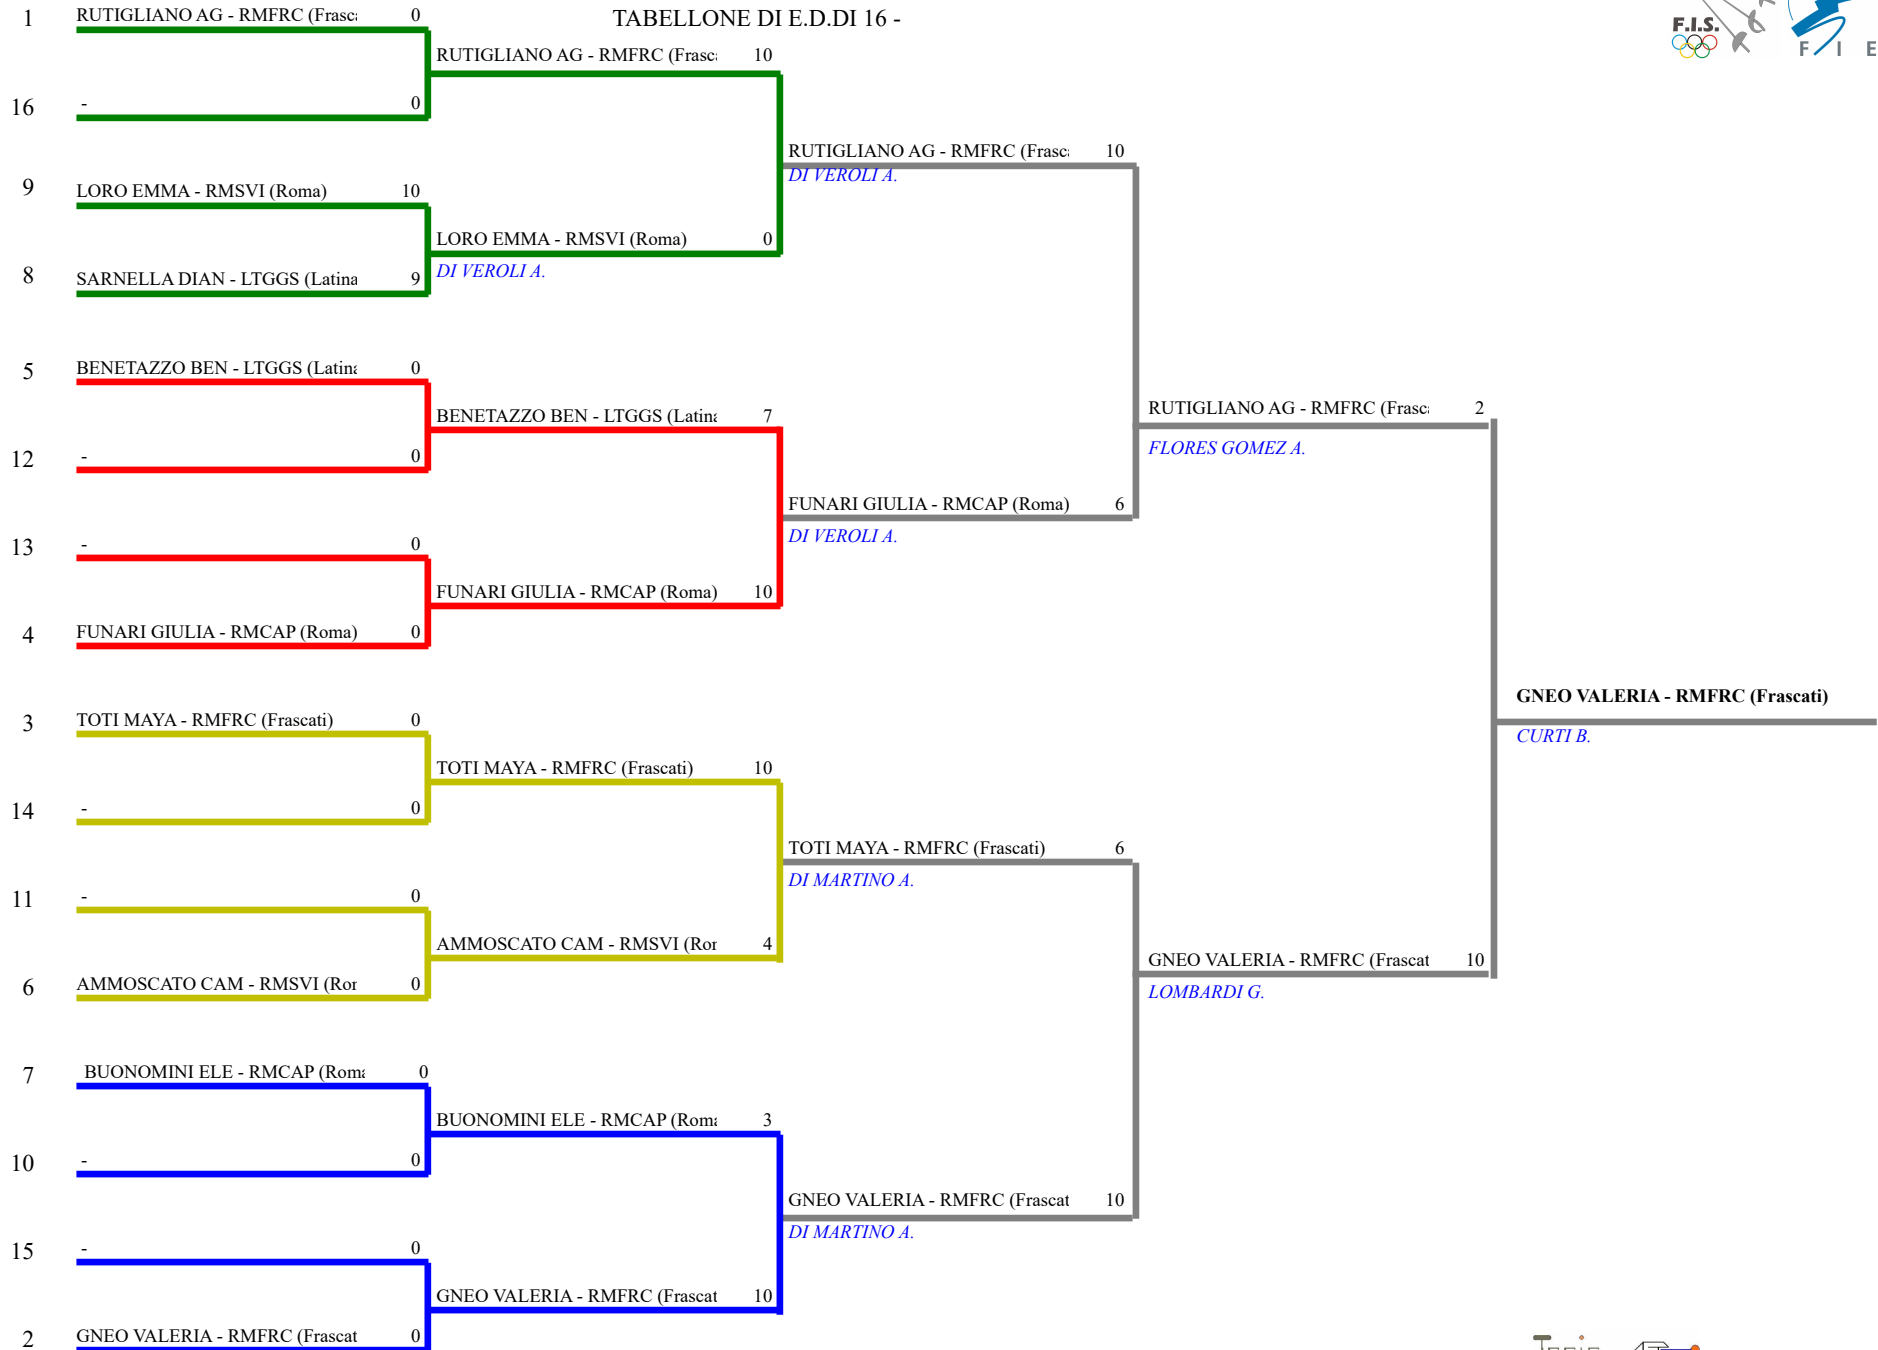 TABELLONE DI E.D.DI 16 -
F.I.S.
F I E
1 RUTIGLIANO AG - RMFRC (Frasc 0
RUTIGLIANO AG - RMFRC (Frasc 10
16 - 0
RUTIGLIANO AG - RMFRC (Frasc 10
DI VEROLI A.
9 LORO EMMA - RMSVI (Roma) 10
LORO EMMA - RMSVI (Roma) 0
DI VEROLI A.
8 SARNELLA DIAN - LTGGS (Latina 9
5 BENETAZZO BEN - LTGGS (Latina 0
BENETAZZO BEN - LTGGS (Latina 7
RUTIGLIANO AG - RMFRC (Frasc 2
FLORES GOMEZ A.
12 - 0
FUNARI GIULIA - RMCAP (Roma) 6
DI VEROLI A.
13 - 0
FUNARI GIULIA - RMCAP (Roma) 10
4 FUNARI GIULIA - RMCAP (Roma) 0
GNEO VALERIA - RMFRC (Frascati)
CURTI B.
3 TOTI MAYA - RMFRC (Frascati) 0
TOTI MAYA - RMFRC (Frascati) 10
14 - 0
TOTI MAYA - RMFRC (Frascati) 6
DI MARTINO A.
11 - 0
AMMOSCATO CAM - RMSVI (Ror 4
GNEO VALERIA - RMFRC (Frascat 10
LOMBARDI G.
6 AMMOSCATO CAM - RMSVI (Ror 0
7 BUONOMINI ELE - RMCAP (Roma 0
BUONOMINI ELE - RMCAP (Roma 3
10 - 0
GNEO VALERIA - RMFRC (Frascat 10
DI MARTINO A.
15 - 0
GNEO VALERIA - RMFRC (Frascat 10
2 GNEO VALERIA - RMFRC (Frascat 0